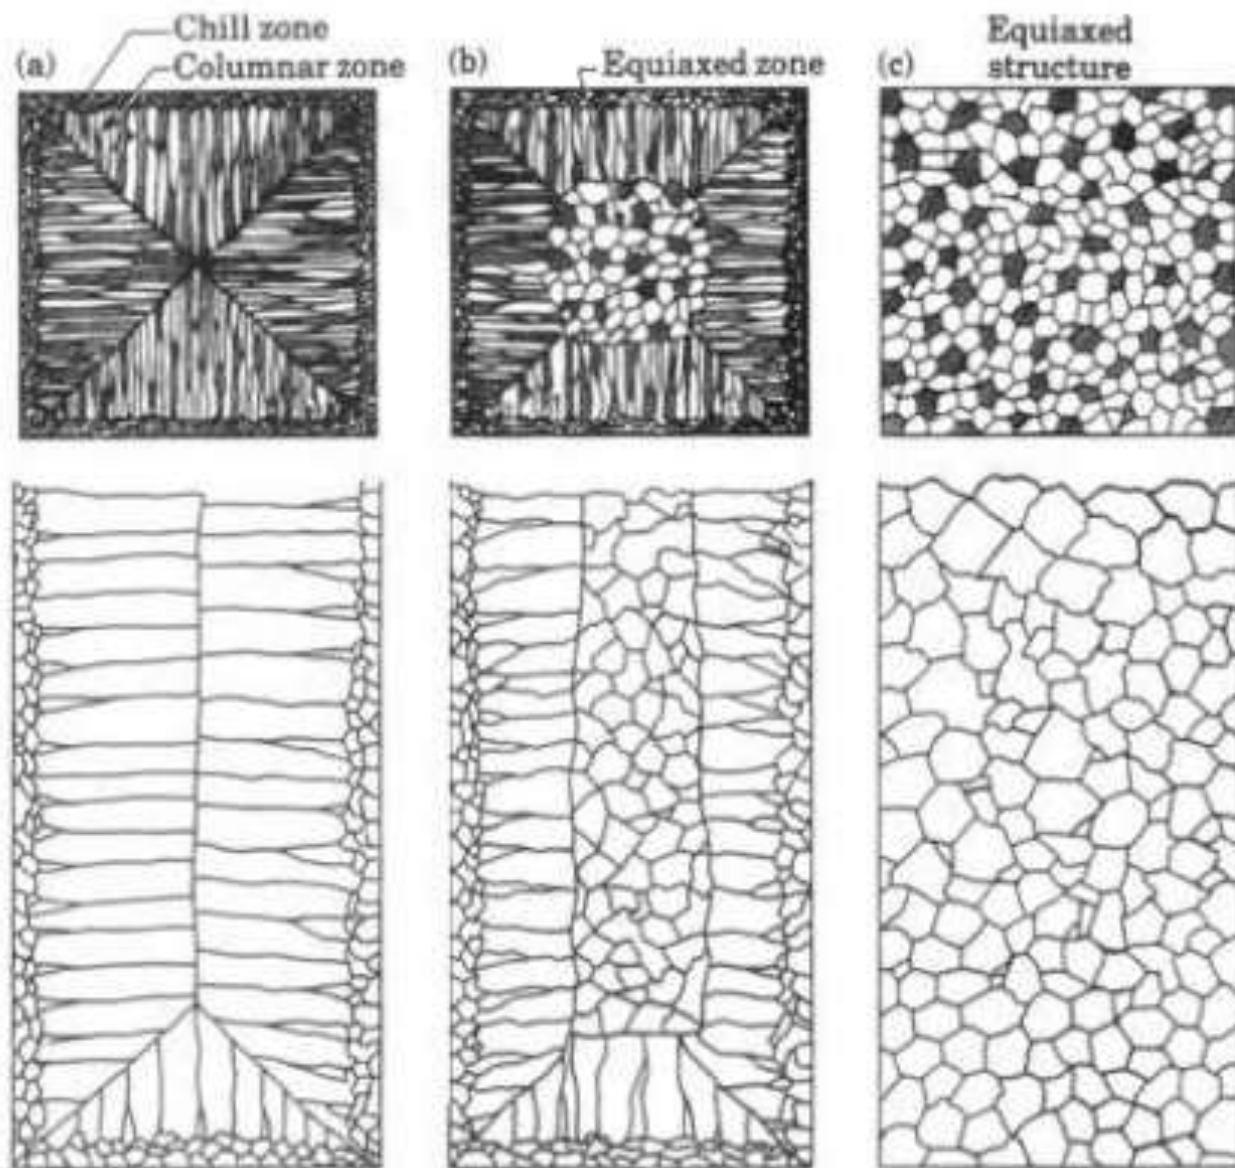 Chill zone
(a)
Columnar zone
(b)
Equiaxed zone
(c)
Equiaxed
structure